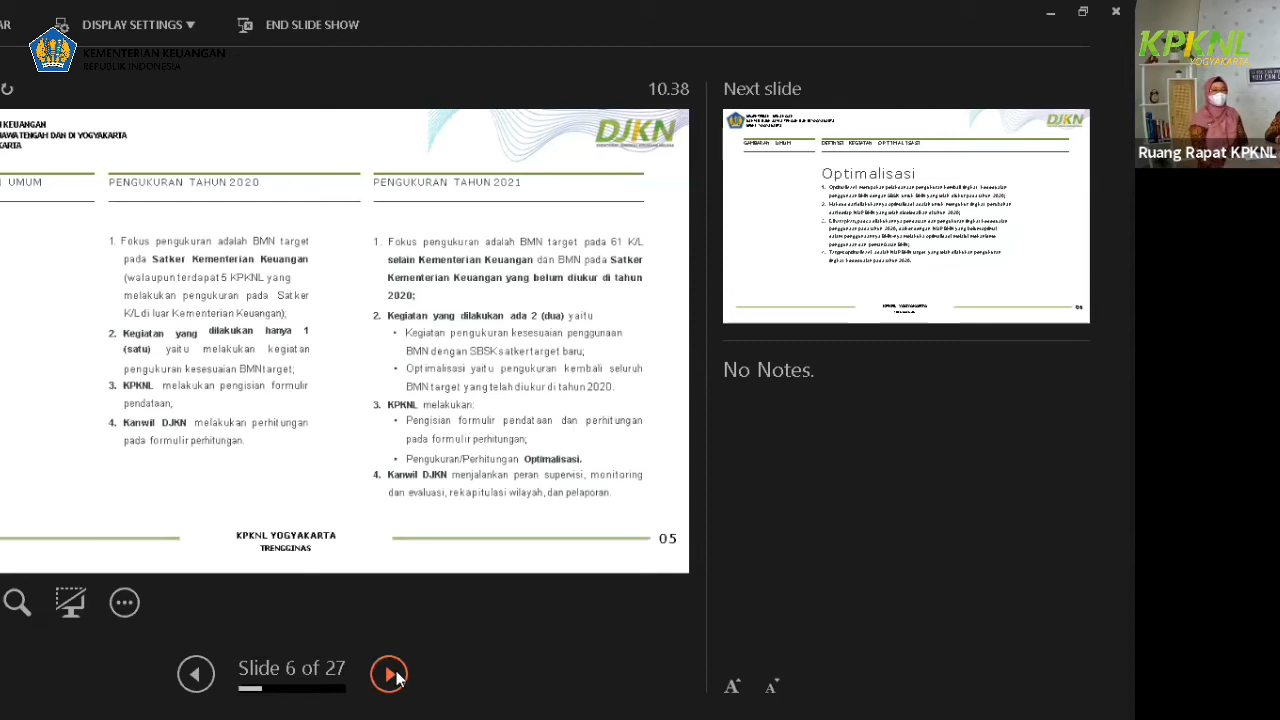 AR
DISPLAY SETTINGS
END SLIDE SHOW
KEMENTERIAN KEUANGAN
REPUBLIK INDONESIA
10.38
Next slide
KPKNL
YOGYAKARTA
Ruang Rapat KPKNL
KEUANGAN
JAWA TENGAH DAN DI YOGYAKARTA
KARTA
DJKN
UMUM
PENGUKURAN TAHUN 2020
PENGUKURAN TAHUN 2021
1. Fokus pengukuran adalah BMN target
pada Satker Kementerian Keuangan
(walaupun terdapat 5 KPKNL yang
melakukan pengukuran pada Satker
K/L di luar Kementerian Keuangan);
2. Kegiatan yang dilakukan hanya 1
(satu) yaitu melakukan kegiatan
pengukuran kesesuaian BMN target;
3. KPKNL melakukan pengisian formulir
pendataan;
4. Kanwil DJKN melakukan perhitungan
pada formulir perhitungan.
1. Fokus pengukuran adalah BMN target pada 61 K/L
selain Kementerian Keuangan dan BMN pada Satker
Kementerian Keuangan yang belum diukur di tahun
2020;
2. Kegiatan yang dilakukan ada 2 (dua) yaitu
• Kegiatan pengukuran kesesuaian penggunaan
BMN dengan SBSK satker target baru;
• Optimalisasi yaitu pengukuran kembali seluruh
BMN target yang telah diukur di tahun 2020.
3. KPKNL melakukan:
• Pengisian formulir pendataan dan perhitungan
pada formulir perhitungan;
• Pengukuran/Perhitungan Optimalisasi.
4. Kanwil DJKN menjalankan peran supervisi, monitoring
dan evaluasi, rekapitulasi wilayah, dan pelaporan.
KPKNL YOGYAKARTA
TRENGGINAS
05
DJKN
GAMBARAN UMUM
DEFINISI KEGIATAN OPTIMALISASI
Optimalisasi
KPKNL YOGYAKARTA
TRENGGINAS
No Notes.
Slide 6 of 27
A
A